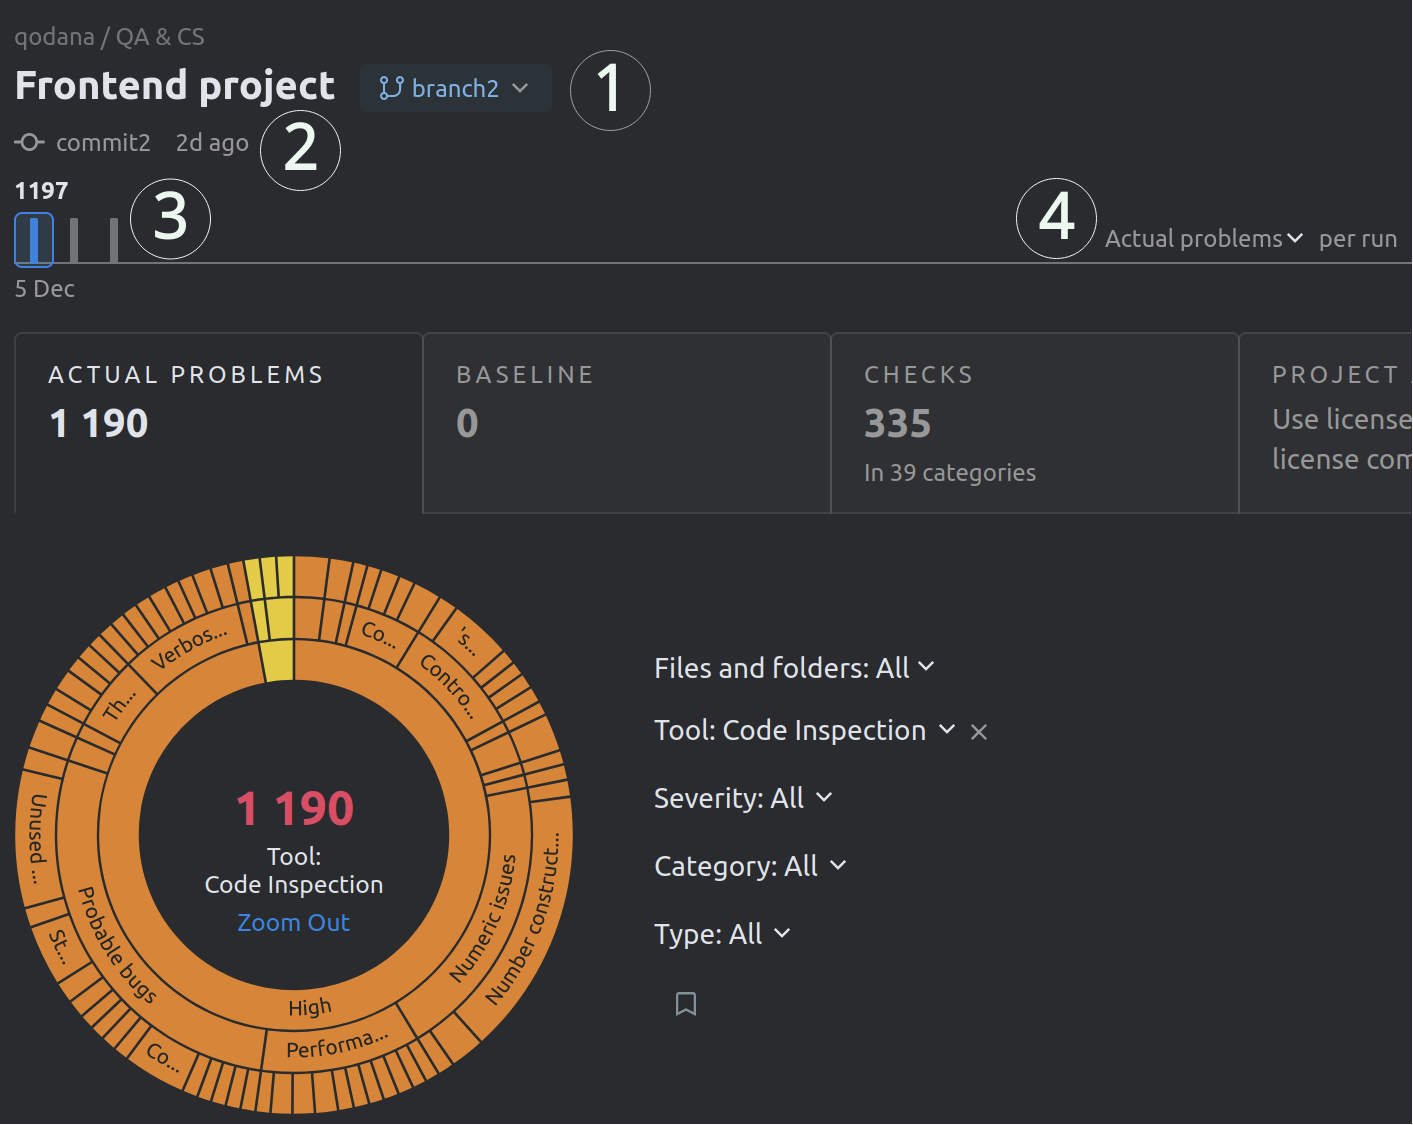 qodana / QA & CS
Frontend project
branch2
1
commit2 2d ago
2
1197
3
4
Actual problems per run
5 Dec
ACTUAL PROBLEMS
1 190
BASELINE
0
CHECKS
335
In 39 categories
PROJECT
Use license
license com
Co...
's...
Contro...
Verbos...
Th...
Unused ...
Probable bugs
St...
Co...
High
Performa...
Numeric issues
Number construct...
1 190
Tool:
Code Inspection
Zoom Out
Files and folders: All
Tool: Code Inspection
Severity: All
Category: All
Type: All